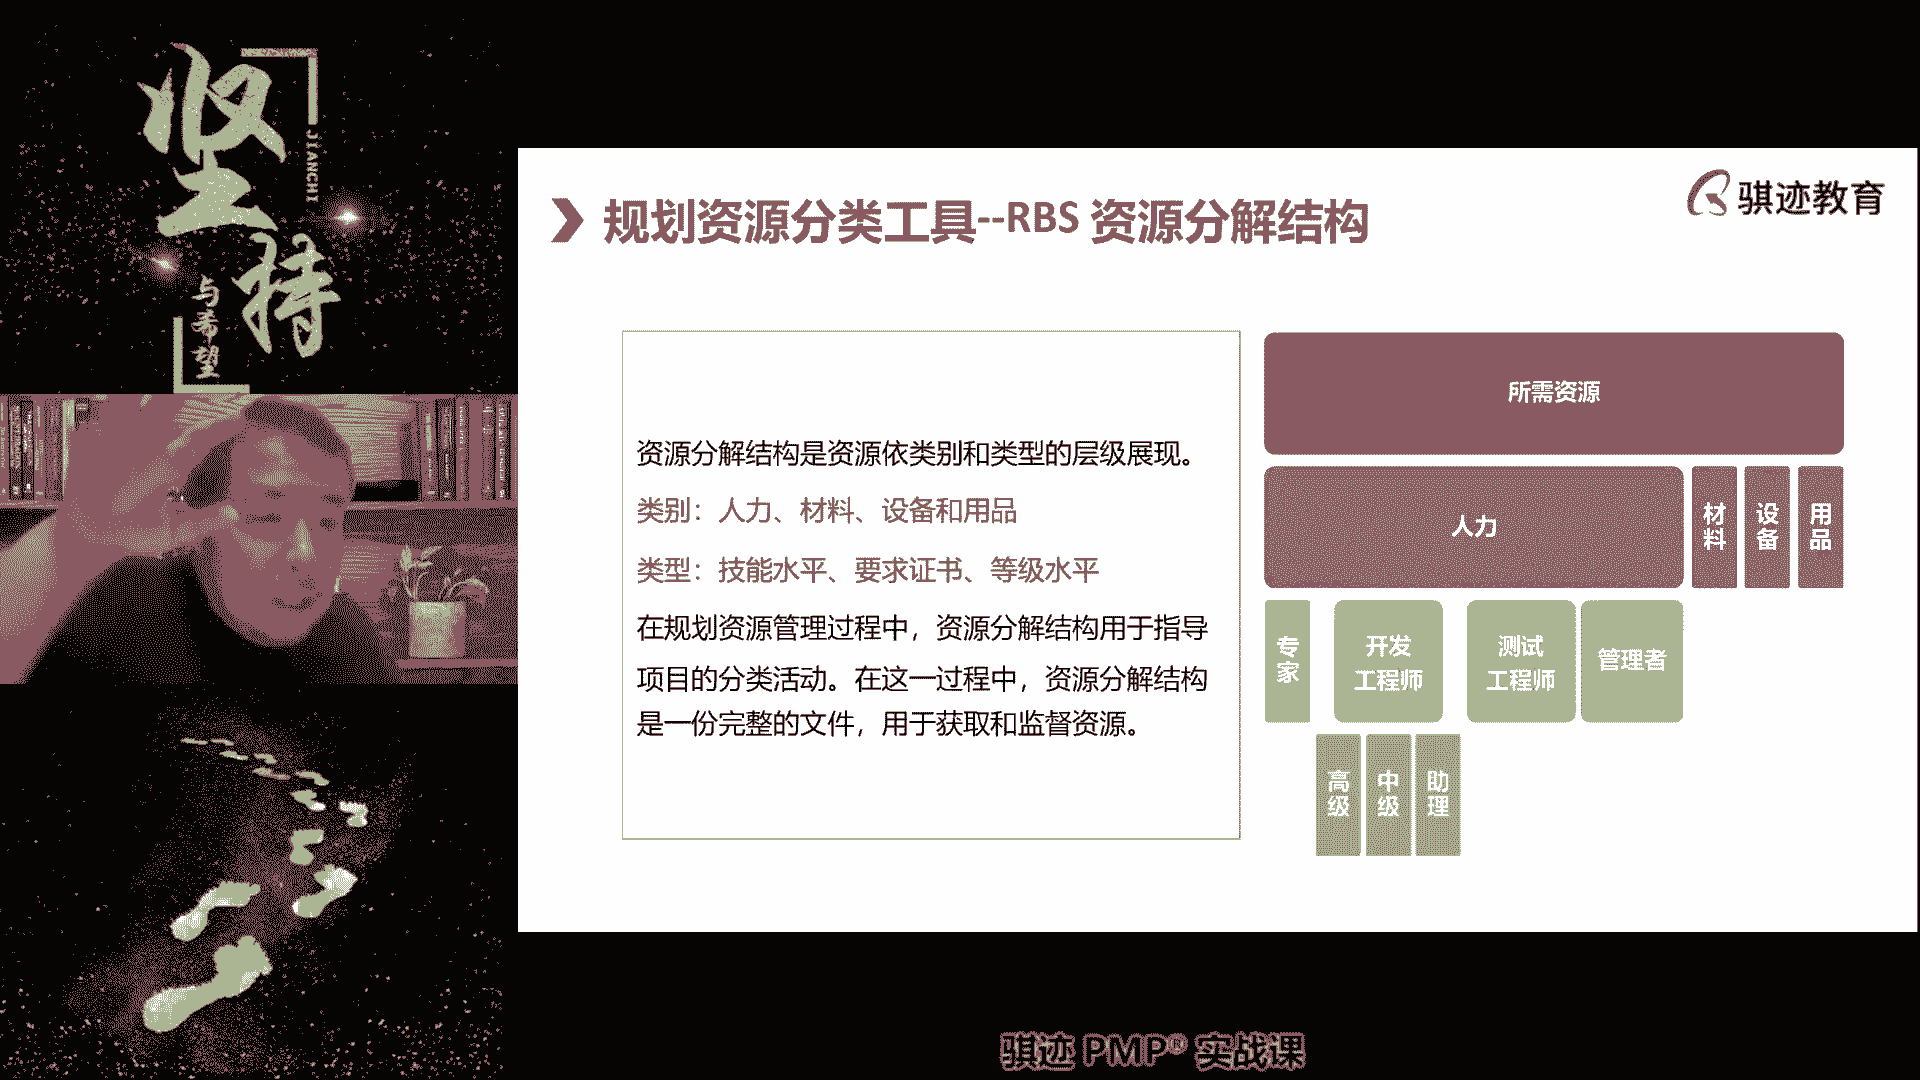 坚持
JIANCHI
与希望
规划资源分类工具--RBS 资源分解结构
骐迹教育
资源分解结构是资源依类别和类型的层级展现。
类别：人力、材料、设备和用品
类型：技能水平、要求证书、等级水平
在规划资源管理过程中，资源分解结构用于指导
项目的分类活动。在这一过程中，资源分解结构
是一份完整的文件，用于获取和监督资源。
所需资源
人力
材料
设备
用品
专家
开发
工程师
测试
工程师
管理者
高级
中级
助理
骐迹 PMP® 实战课